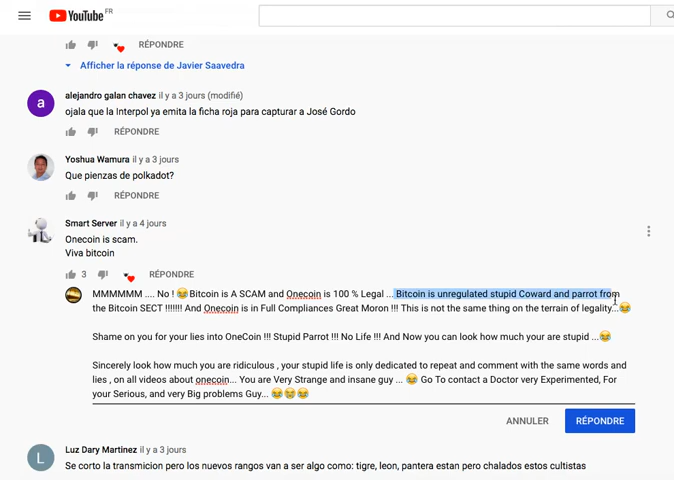 YouTube FR
RÉPONDRE
Afficher la réponse de Javier Saavedra
a
alejandro galan chavez il y a 3 jours (modifié)
ojala que la Interpol ya emita la ficha roja para capturar a José Gordo
RÉPONDRE
Yoshua Wamura il y a 3 jours
Que pienzas de polkadot?
RÉPONDRE
Smart Server il y a 4 jours
Onecoin is scam.
Viva bitcoin
3 RÉPONDRE
MMMMMM .... No ! 😂Bitcoin is A SCAM and Onecoin is 100 % Legal ... Bitcoin is unregulated stupid Coward and parrot from
the Bitcoin SECT !!!!!!! And Onecoin is in Full Compliances Great Moron !!! This is not the same thing on the terrain of legality...😂
Shame on you for your lies into OneCoin !!! Stupid Parrot !!! No Life !!! And Now you can look how much your are stupid ...😂
Sincerely look how much you are ridiculous , your stupid life is only dedicated to repeat and comment with the same words and
lies , on all videos about onecoin... You are Very Strange and insane guy ... 😂 Go To contact a Doctor very Experimented, For
your Serious, and very Big problems Guy... 😂😂😂
ANNULER RÉPONDRE
L
Luz Dary Martinez il y a 3 jours
Se corto la transmicion pero los nuevos rangos van a ser algo como: tigre, leon, pantera estan pero chalados estos cultistas